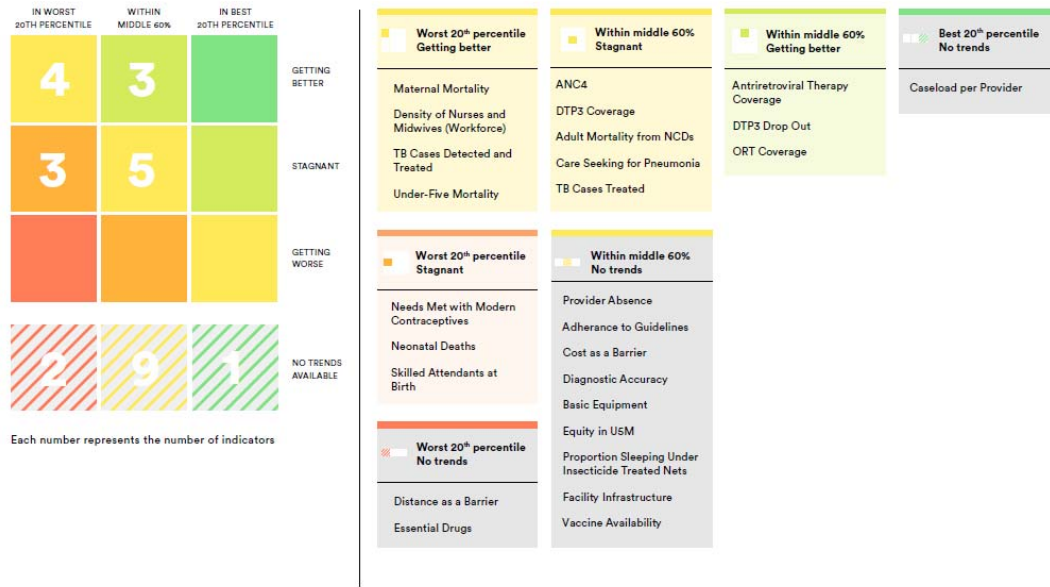 IN WORST
20TH PERCENTILE
WITHIN
MIDDLE 60%
IN BEST
20TH PERCENTILE
4
3
GETTING
BETTER
3
5
STAGNANT
GETTING
WORSE
2
9
1
NO TRENDS
AVAILABLE
Each number represents the number of indicators
Worst 20th percentile
Getting better
Maternal Mortality
Density of Nurses and
Midwives (Workforce)
TB Cases Detected and
Treated
Under-Five Mortality
Within middle 60%
Stagnant
ANC4
DTP3 Coverage
Adult Mortality from NCDs
Care Seeking for Pneumonia
TB Cases Treated
Within middle 60%
Getting better
Antiretroviral Therapy
Coverage
DTP3 Drop Out
ORT Coverage
Best 20th percentile
No trends
Caseload per Provider
Worst 20th percentile
Stagnant
Needs Met with Modern
Contraceptives
Neonatal Deaths
Skilled Attendants at
Birth
Within middle 60%
No trends
Provider Absence
Adherance to Guidelines
Cost as a Barrier
Diagnostic Accuracy
Basic Equipment
Equity in U5M
Proportion Sleeping Under
Insecticide Treated Nets
Facility Infrastructure
Vaccine Availability
Worst 20th percentile
No trends
Distance as a Barrier
Essential Drugs